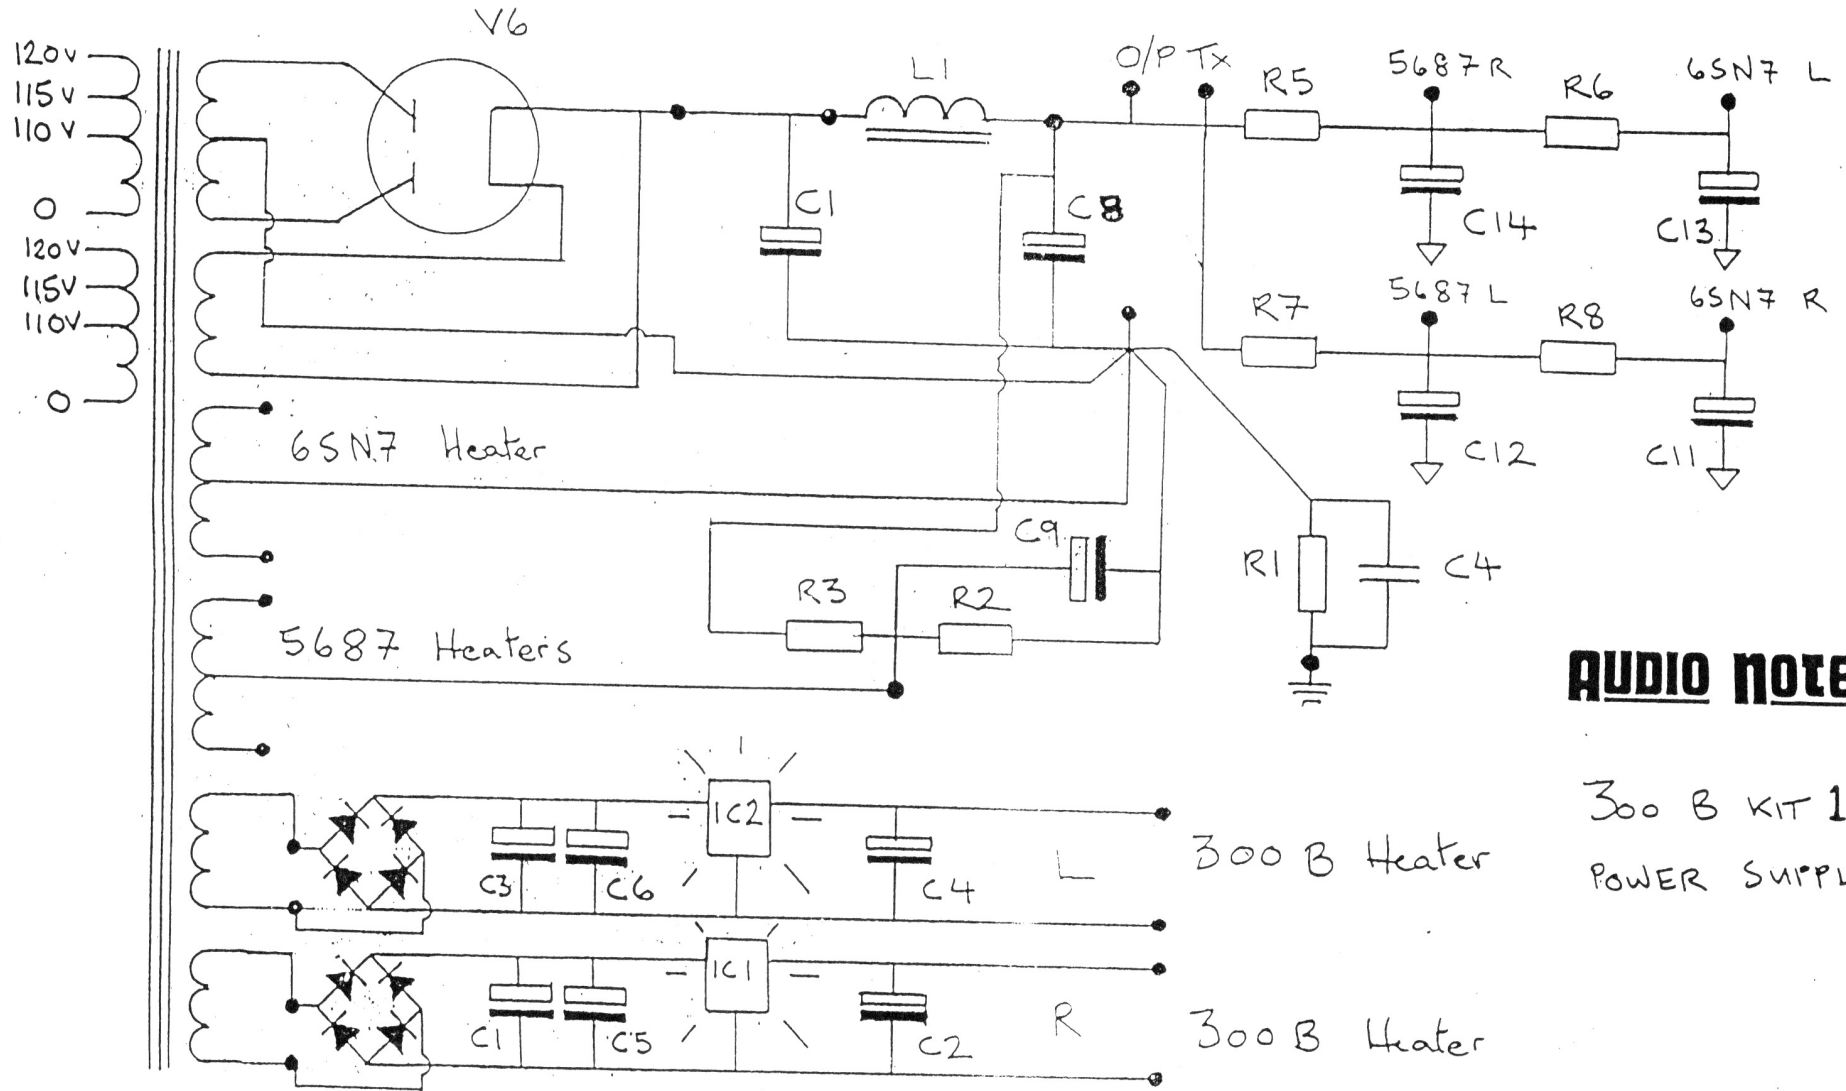 V6
120v
115v
110v
0
120v
115V
110V
0
L1
O/P Tx
R5
5687 R
R6
6SN7 L
C1
C8
C14
C13
R7
5687 L
R8
6SN7 R
C12
C11
6SN7 Heater
C9
R3
R2
R1
C4
5687 Heaters
AUDIO NOTE
300 B KIT 1
POWER SUPPL
IC2
C3
C6
C4
L
300 B Heater
IC1
C1
C5
C2
R
300 B Heater